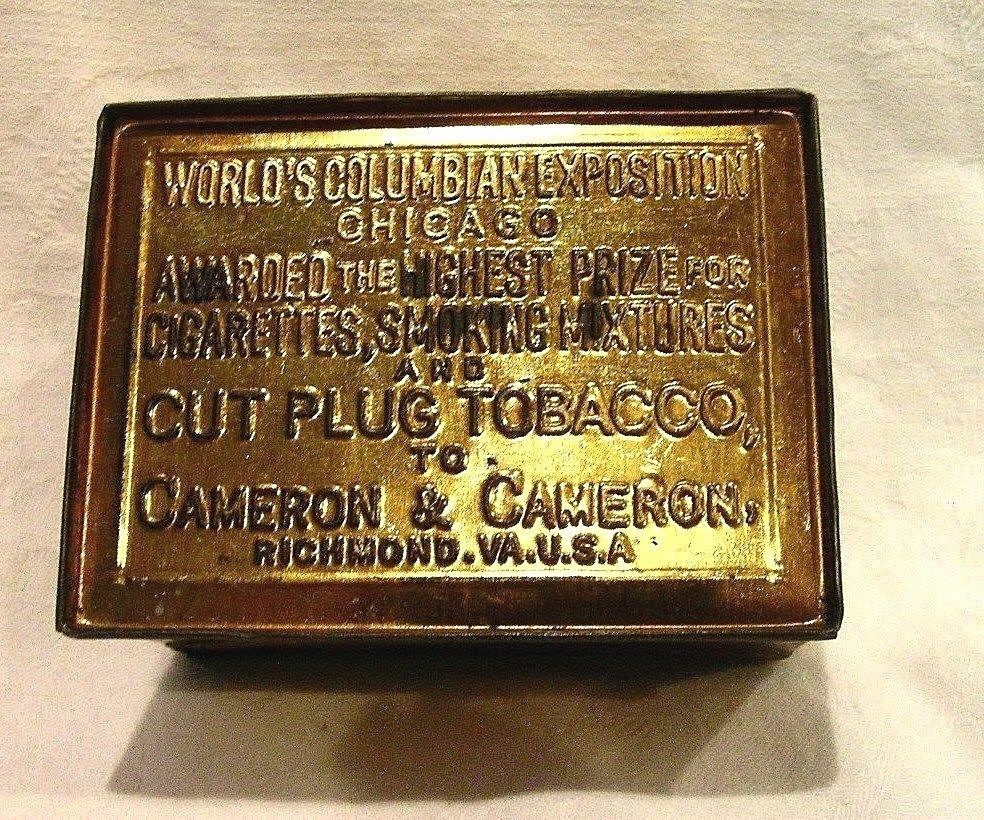 WORLD'S COLUMBIAN EXPOSITION
CHICAGO
AWARDED THE HIGHEST PRIZE FOR
CIGARETTES, SMOKING MIXTURES
AND
CUT PLUG TOBACCO,
TO
CAMERON & CAMERON,
RICHMOND.VA.U.S.A